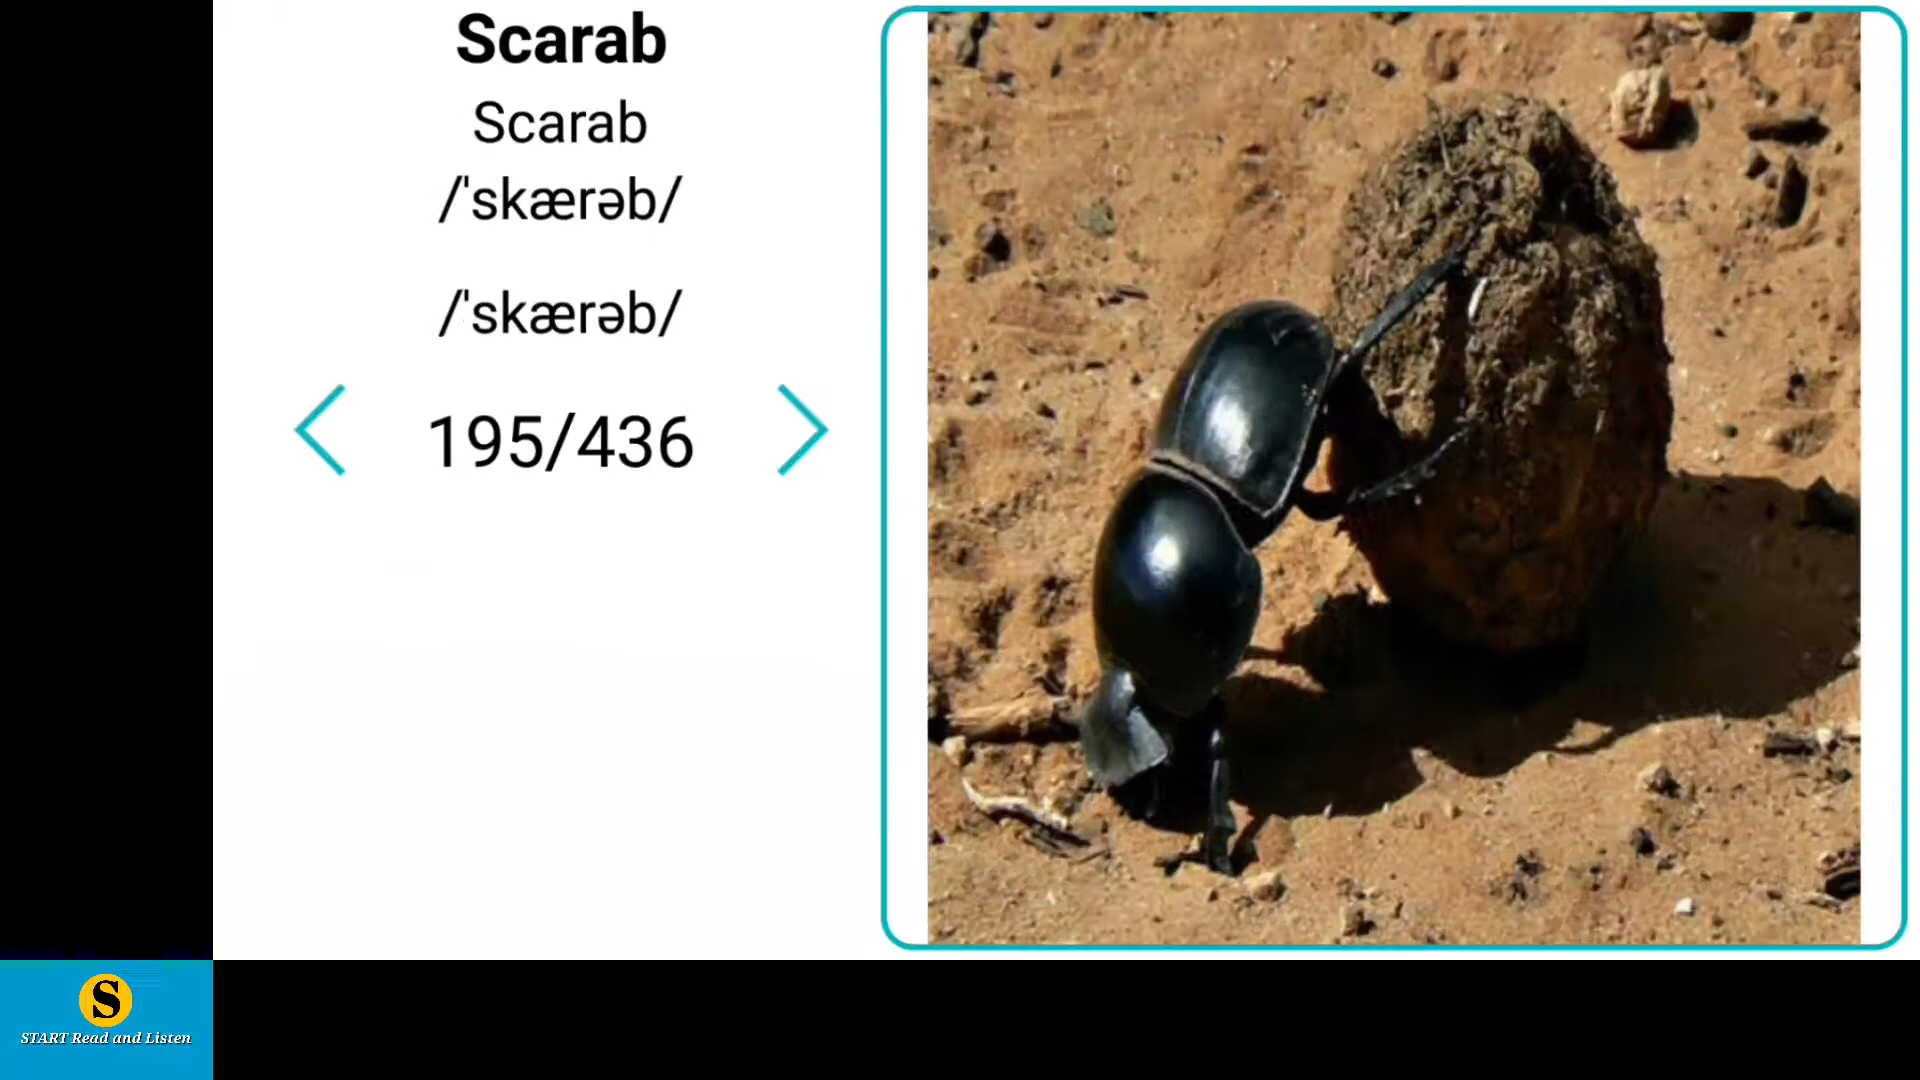 Scarab
Scarab
/ˈskærəb/
/ˈskærəb/
195/436
S
START Read and Listen